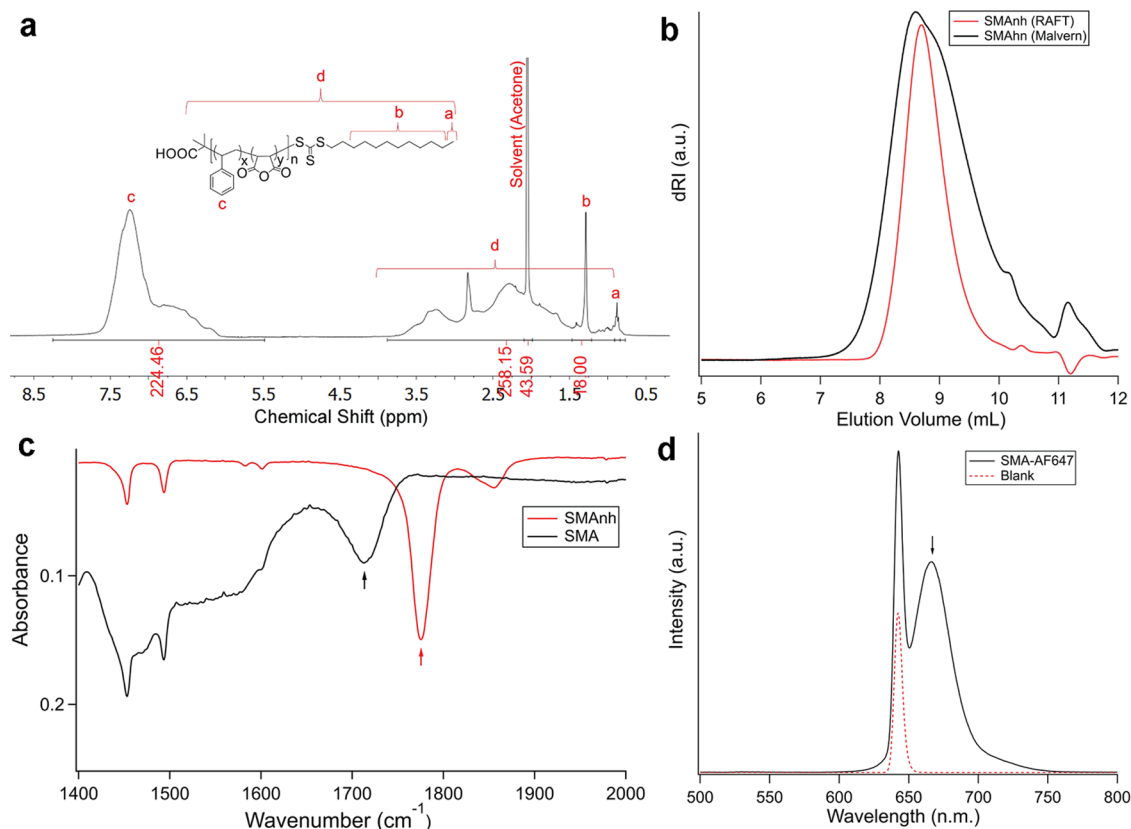 a
d
b
a
HOOC
x
y
n
S
S
S
O
O
O
c
c
Solvent (Acetone)
b
d
a
224.46
258.15
43.59
18.00
8.5
7.5
6.5
5.5
4.5
3.5
2.5
1.5
0.5
Chemical Shift (ppm)
b
SMAnh (RAFT)
SMAhn (Malvern)
dRI (a.u.)
5
6
7
8
9
10
11
12
Elution Volume (mL)
c
SMAnh
SMA
Absorbance
0.1
0.2
1400
1500
1600
1700
1800
1900
2000
Wavenumber (cm-1)
d
SMA-AF647
Blank
Intensity (a.u.)
500
550
600
650
700
750
800
Wavelength (n.m.)